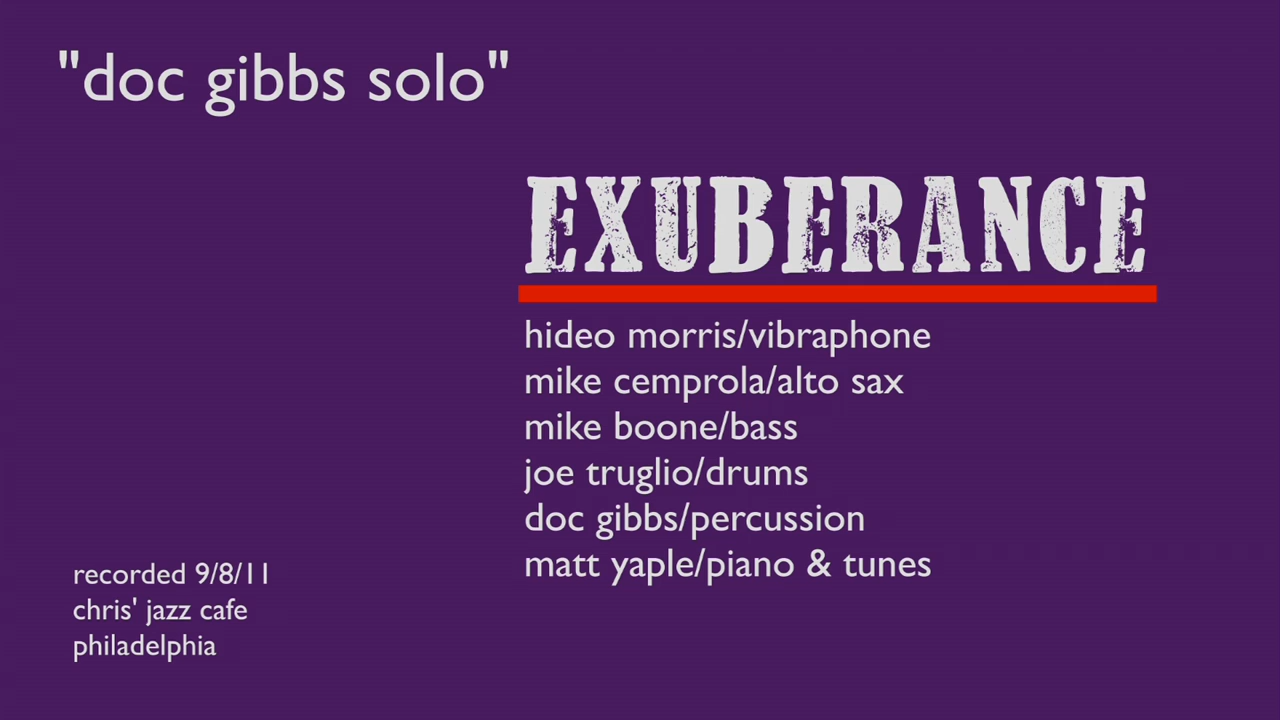 "doc gibbs solo"
EXUBERANCE
hideo morris/vibraphone
mike cemprola/alto sax
mike boone/bass
joe truglio/drums
doc gibbs/percussion
matt yaple/piano & tunes
recorded 9/8/11
chris' jazz cafe
philadelphia